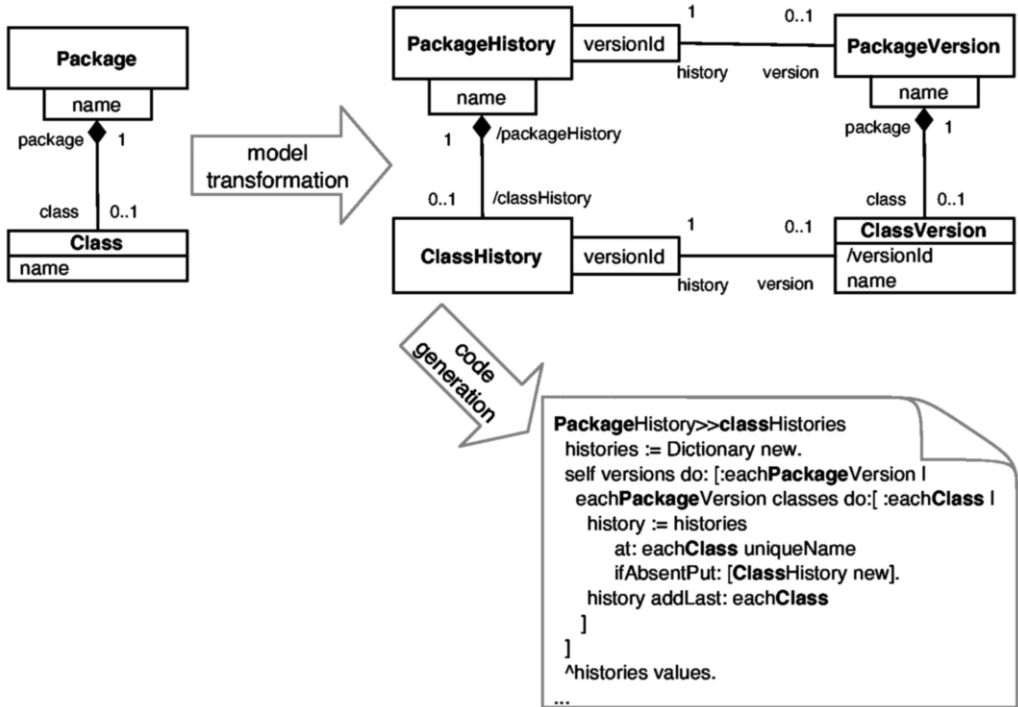 Package
name
package 1
class 0..1
Class
name
model
transformation
PackageHistory
versionId
1 0..1
history version
PackageVersion
name
1 /packageHistory
0..1 /classHistory
name
package 1
class 0..1
ClassHistory
versionId
1 0..1
history version
ClassVersion
/versionId
name
code
generation
PackageHistory>>classHistories
histories := Dictionary new.
self versions do: [:eachPackageVersion |
eachPackageVersion classes do:[ :eachClass |
history := histories
at: eachClass uniqueName
ifAbsentPut: [ClassHistory new].
history addLast: eachClass
]
]
^histories values.
...